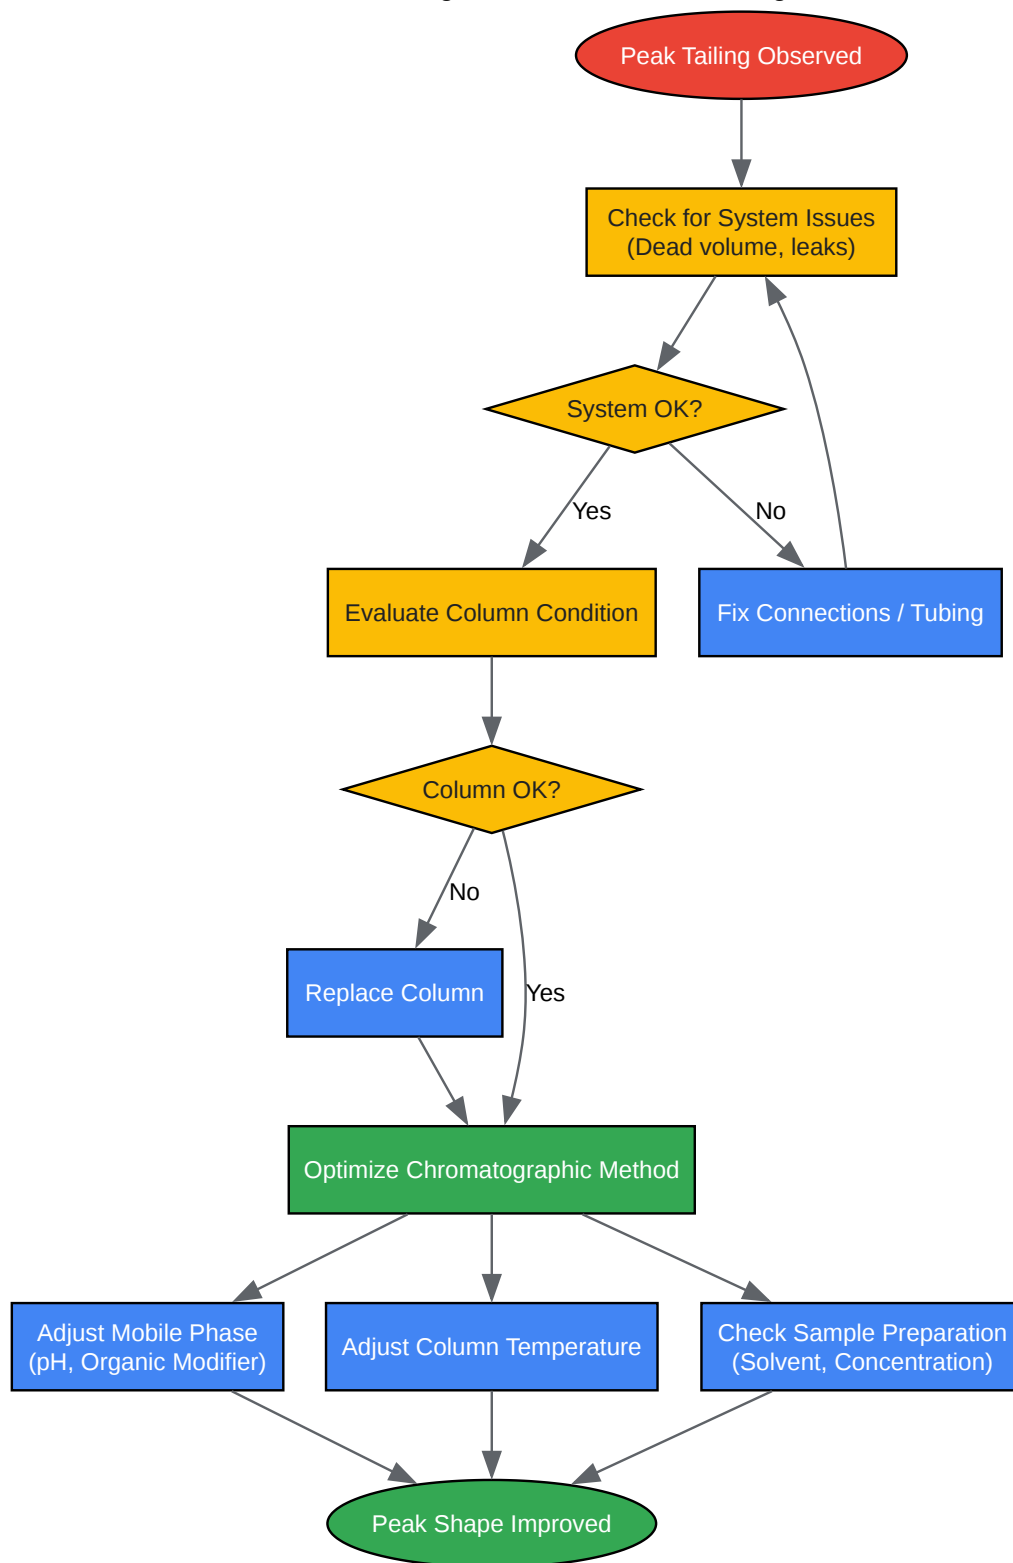 Peak Tailing Observed
Check for System Issues
(Dead volume, leaks)
System OK?
Yes
No
Evaluate Column Condition
Fix Connections / Tubing
Column OK?
No
Replace Column
Yes
Optimize Chromatographic Method
Adjust Mobile Phase
(pH, Organic Modifier)
Adjust Column Temperature
Check Sample Preparation
(Solvent, Concentration)
Peak Shape Improved